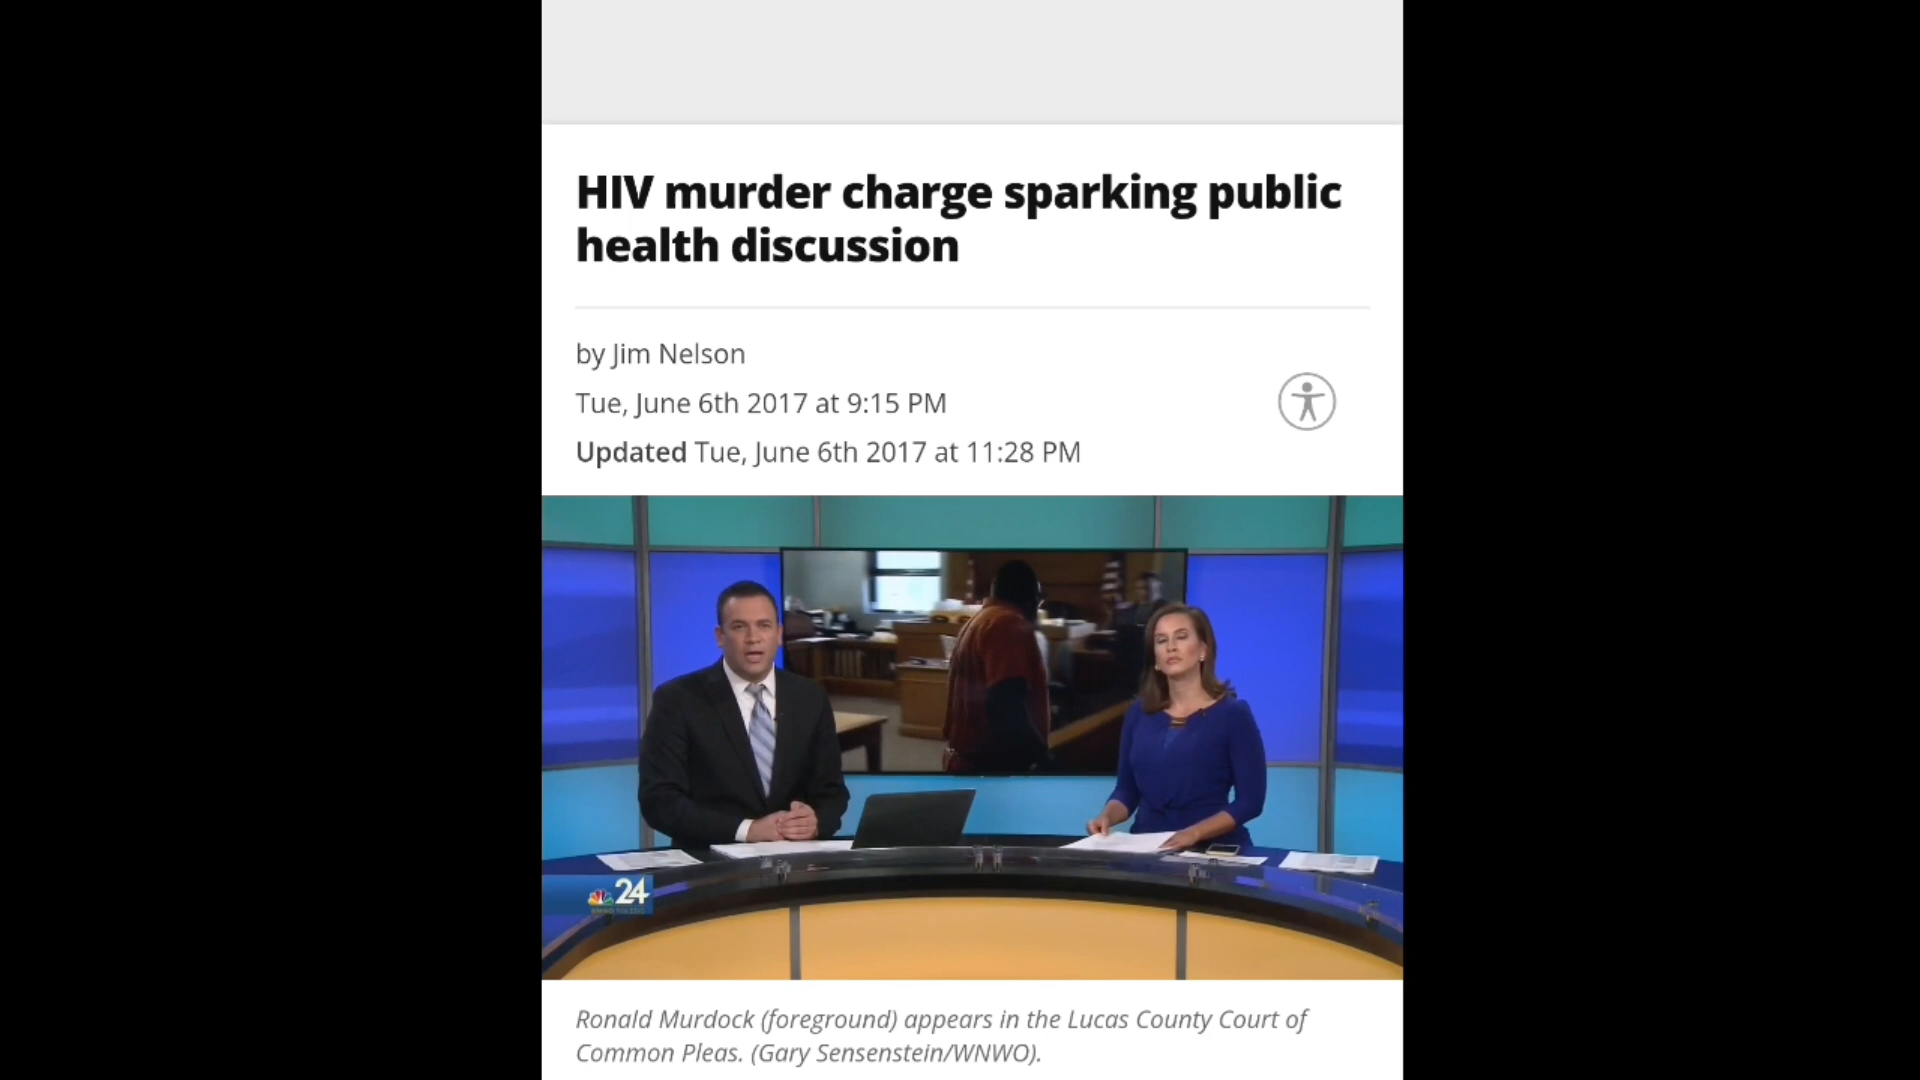 HIV murder charge sparking public
health discussion
by Jim Nelson
Tue, June 6th 2017 at 9:15 PM
Updated Tue, June 6th 2017 at 11:28 PM
24
Ronald Murdock (foreground) appears in the Lucas County Court of
Common Pleas. (Gary Sensenstein/WNWO).